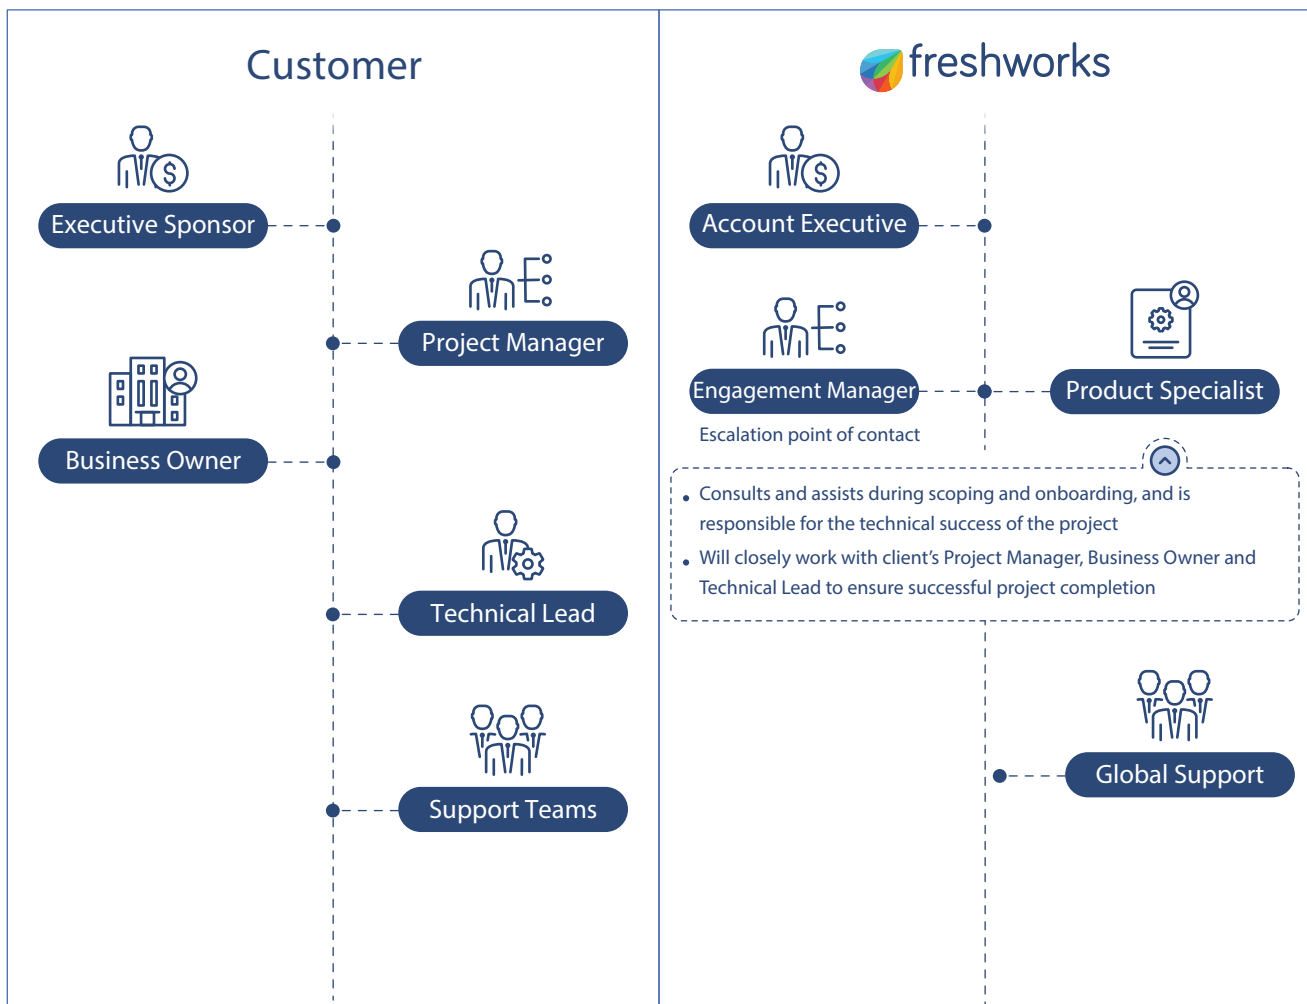 Customer
Executive Sponsor
Project Manager
Business Owner
Technical Lead
Support Teams
freshworks
Account Executive
Engagement Manager
Escalation point of contact
Product Specialist
• Consults and assists during scoping and onboarding, and is
responsible for the technical success of the project
• Will closely work with client’s Project Manager, Business Owner and
Technical Lead to ensure successful project completion
Global Support